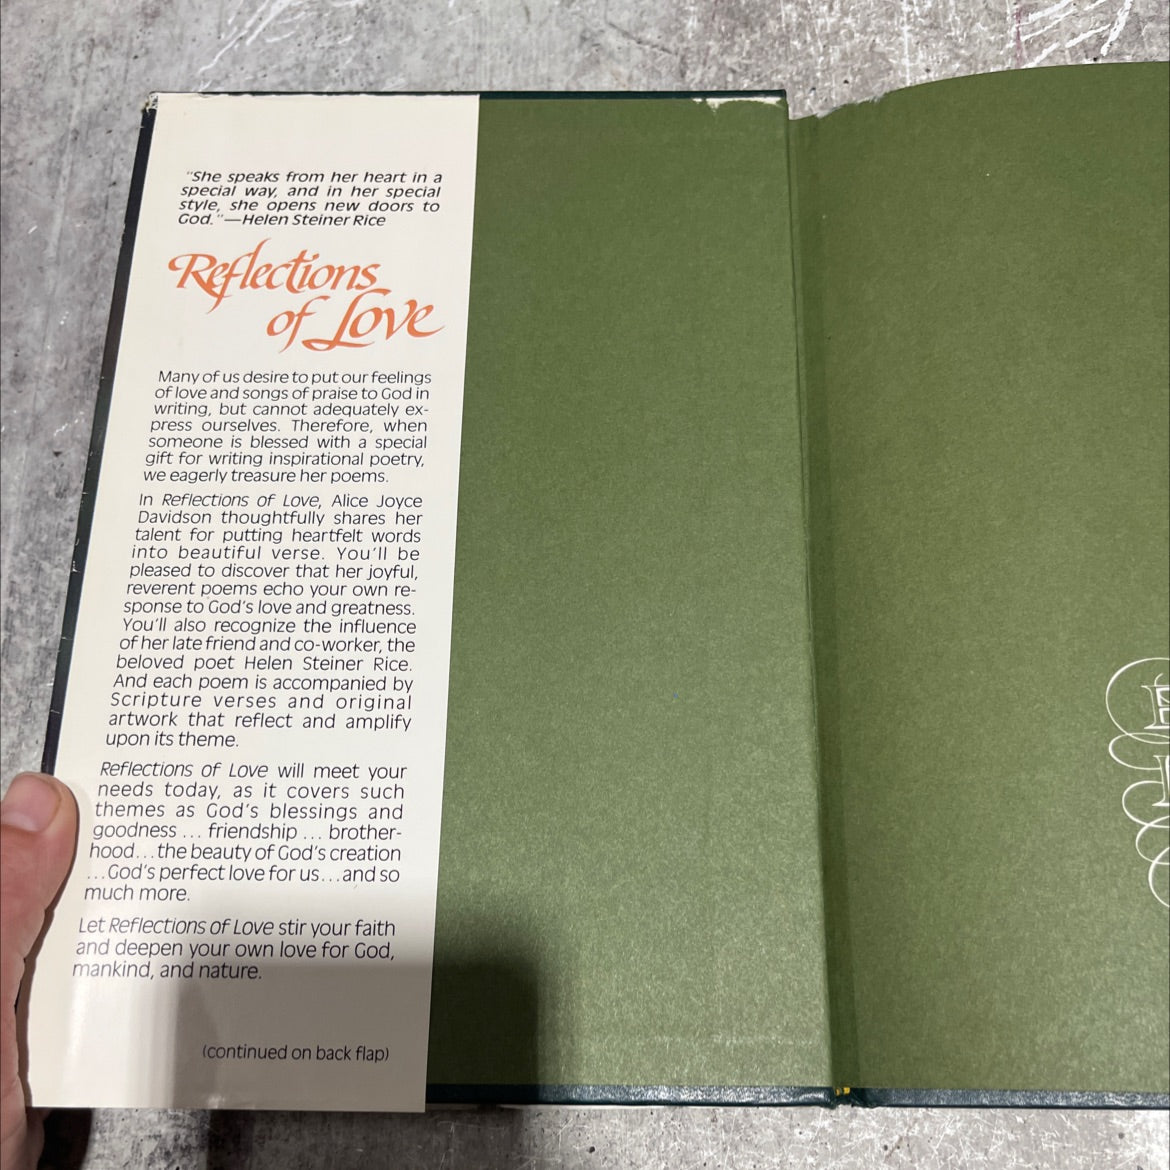 "She speaks from her heart in a
special way, and in her special
style, she opens new doors to
God."—Helen Steiner Rice
Reflections
of Love
Many of us desire to put our feelings
of love and songs of praise to God in
writing, but cannot adequately ex-
press ourselves. Therefore, when
someone is blessed with a special
gift for writing inspirational poetry,
we eagerly treasure her poems.
In Reflections of Love, Alice Joyce
Davidson thoughtfully shares her
talent for putting heartfelt words
into beautiful verse. You'll be
pleased to discover that her joyful,
reverent poems echo your own re-
sponse to God's love and greatness.
You'll also recognize the influence
of her late friend and co-worker, the
beloved poet Helen Steiner Rice.
And each poem is accompanied by
Scripture verses and original
artwork that reflect and amplify
upon its theme.
Reflections of Love will meet your
needs today, as it covers such
themes as God's blessings and
goodness ... friendship ... brother-
hood...the beauty of God's creation
...God's perfect love for us...and so
much more.
Let Reflections of Love stir your faith
and deepen your own love for God,
mankind, and nature.
(continued on back flap)